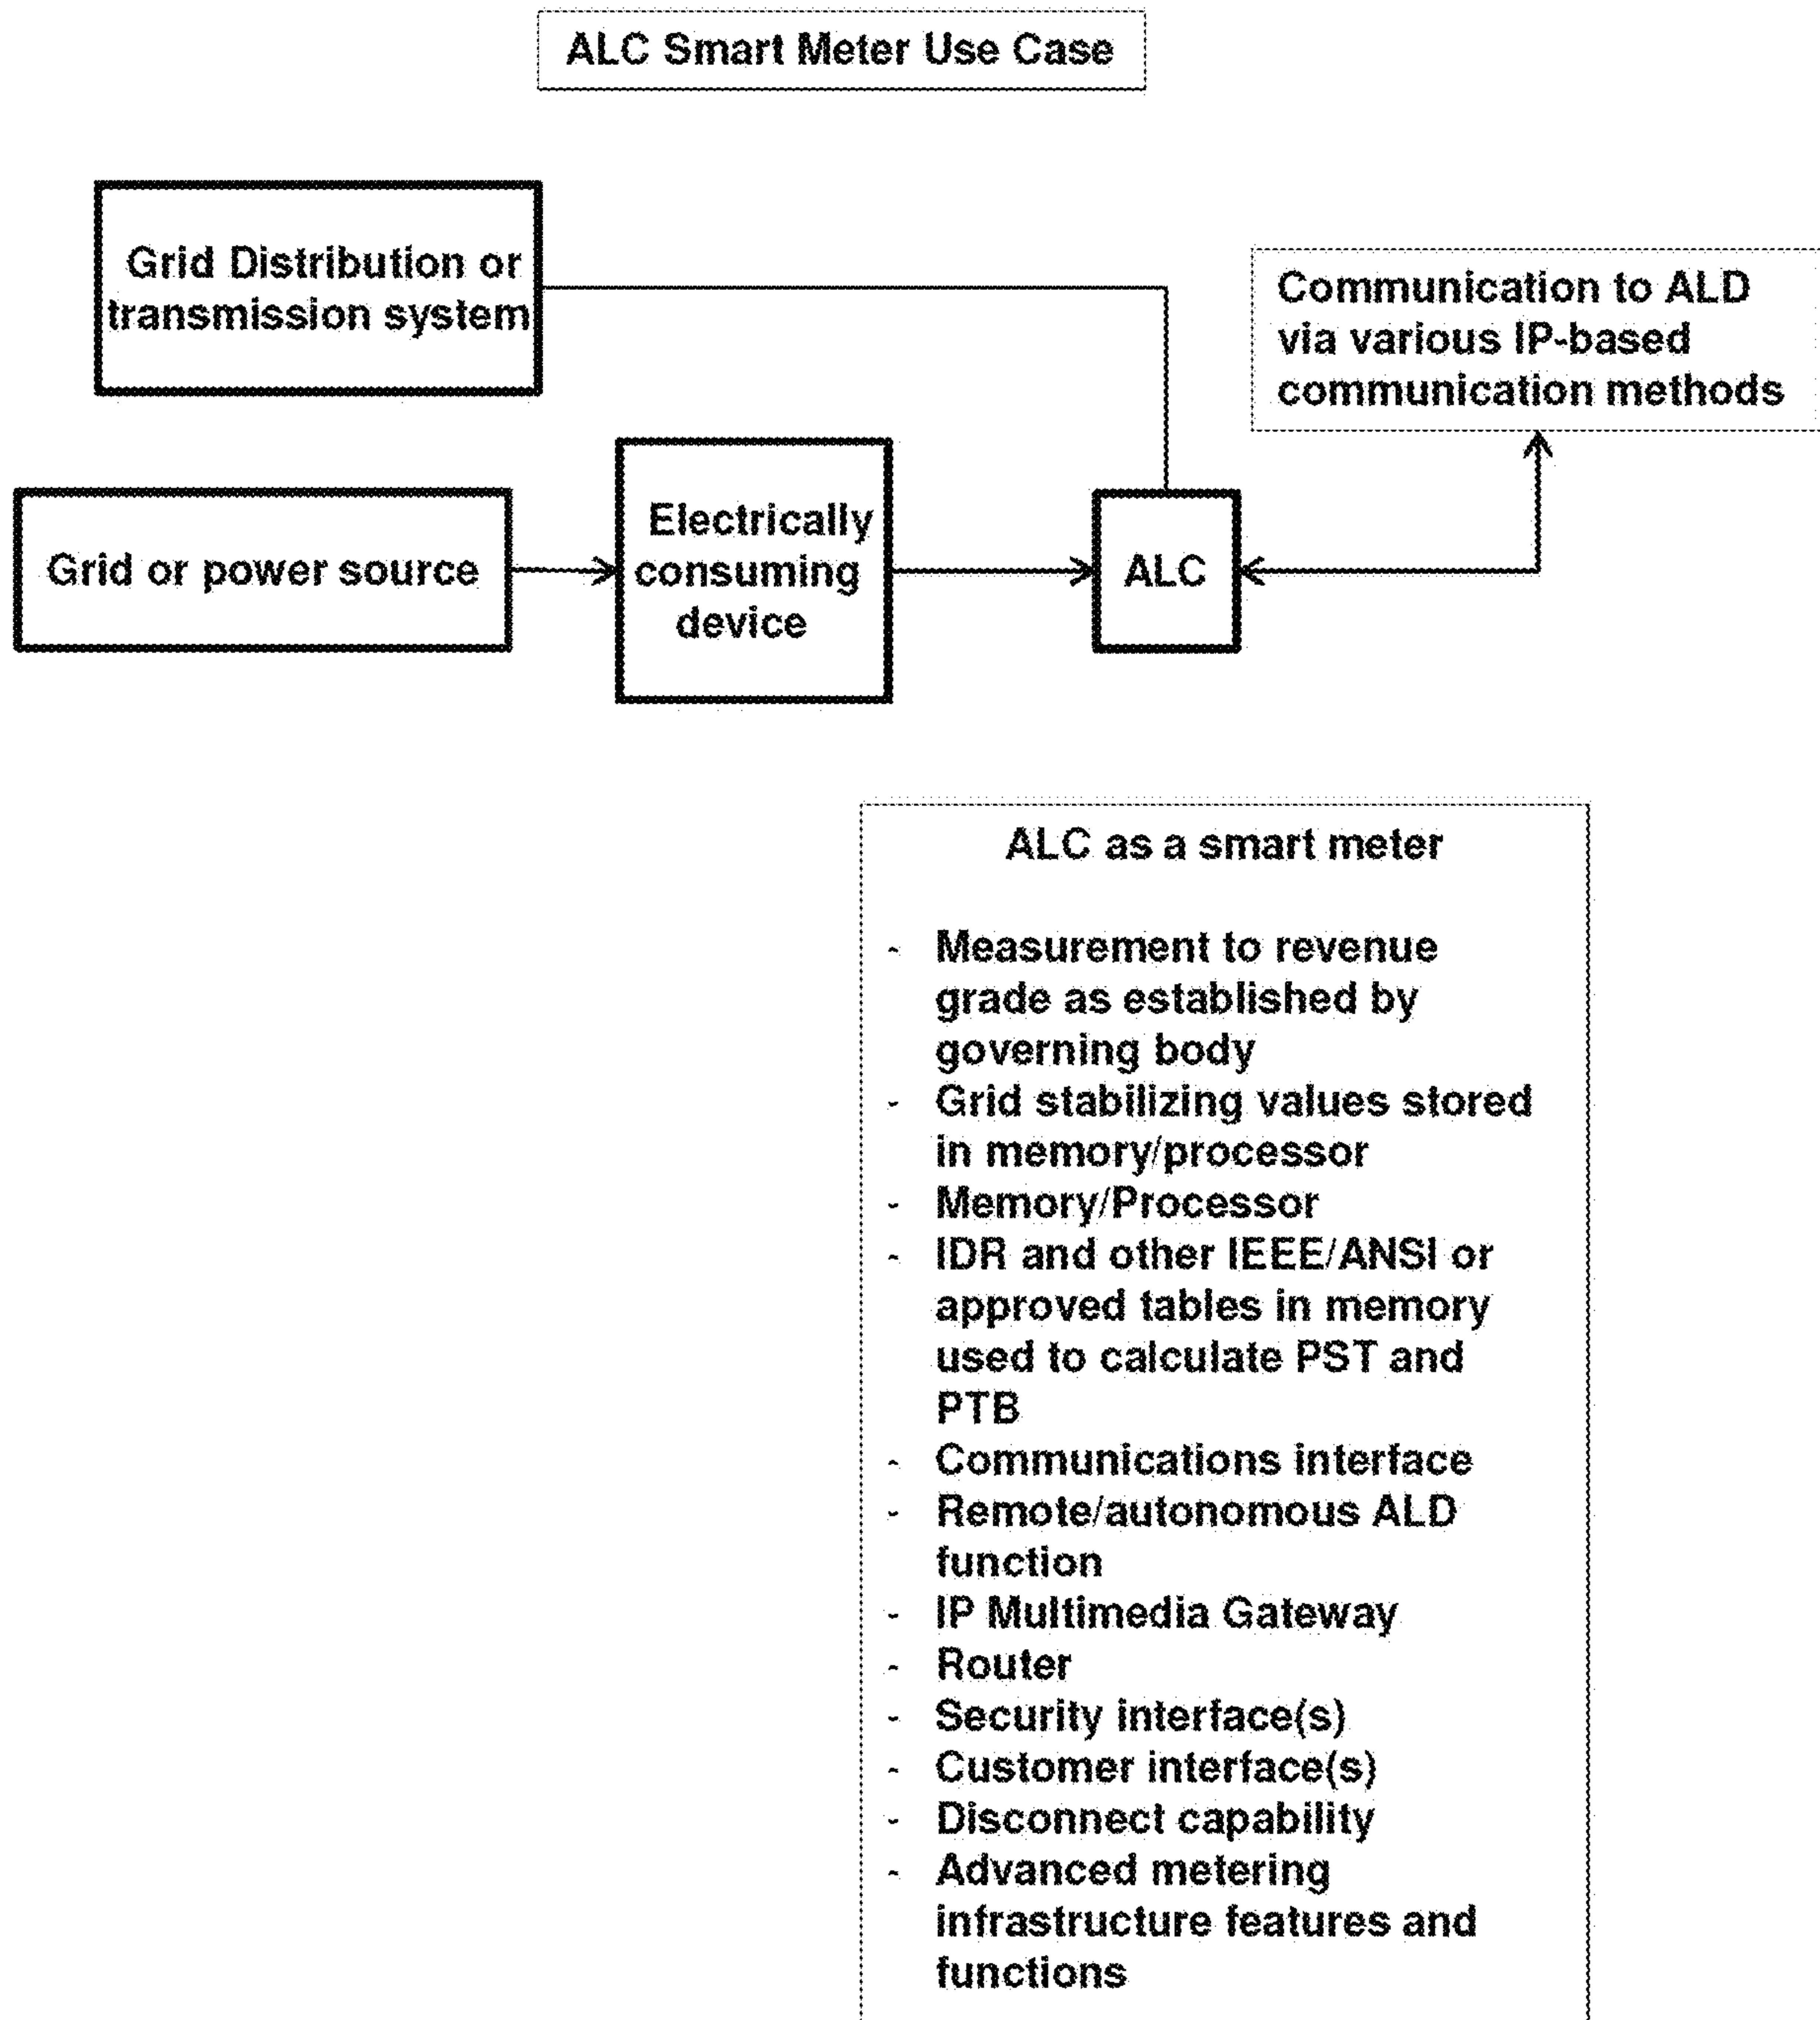 ALC Smart Meter Use Case
Grid Distribution or
transmission system
Communication to ALD
via various IP-based
communication methods
Grid or power source
Electrically
consuming
device
ALC
ALC as a smart meter
- Measurement to revenue
grade as established by
governing body
- Grid stabilizing values stored
in memory/processor
- Memory/Processor
- IDR and other IEEE/ANSI or
approved tables in memory
used to calculate PST and
PTB
- Communications interface
- Remote/autonomous ALD
function
- IP Multimedia Gateway
- Router
- Security interface(s)
- Customer interface(s)
- Disconnect capability
- Advanced metering
infrastructure features and
functions